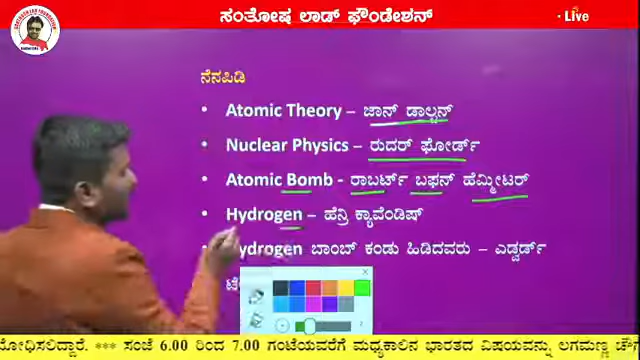 ಸಂತೋಷ ಲಾಡ್ ಫೌಂಡೇಶನ್
· Live
ನೆನಪಿಡಿ
• Atomic Theory – ಜಾನ್ ಡಾಲ್ಟನ್
• Nuclear Physics – ರುದರ್ ಫೋರ್ಡ್
• Atomic Bomb - ರಾಬರ್ಟ್ ಬಫನ್ ಹೆಮ್ಮಿಟರ್
• Hydrogen – ಹೆನ್ರಿ ಕ್ಯಾವೆಂಡಿಷ್
ydrogen ಬಾಂಬ್ ಕಂಡು ಹಿಡಿದವರು – ಎಡ್ವರ್ಡ್
ೋಧಿಸಲಿದ್ದಾರೆ. *** ಸಂಜೆ 6.00 ರಿಂದ 7.00 ಗಂಟೆಯವರೆಗೆ ಮಧ್ಯಕಾಲಿನ ಭಾರತದ ವಿಷಯವನ್ನು ಲಗಮಣ್ಣ ಚೌಗ